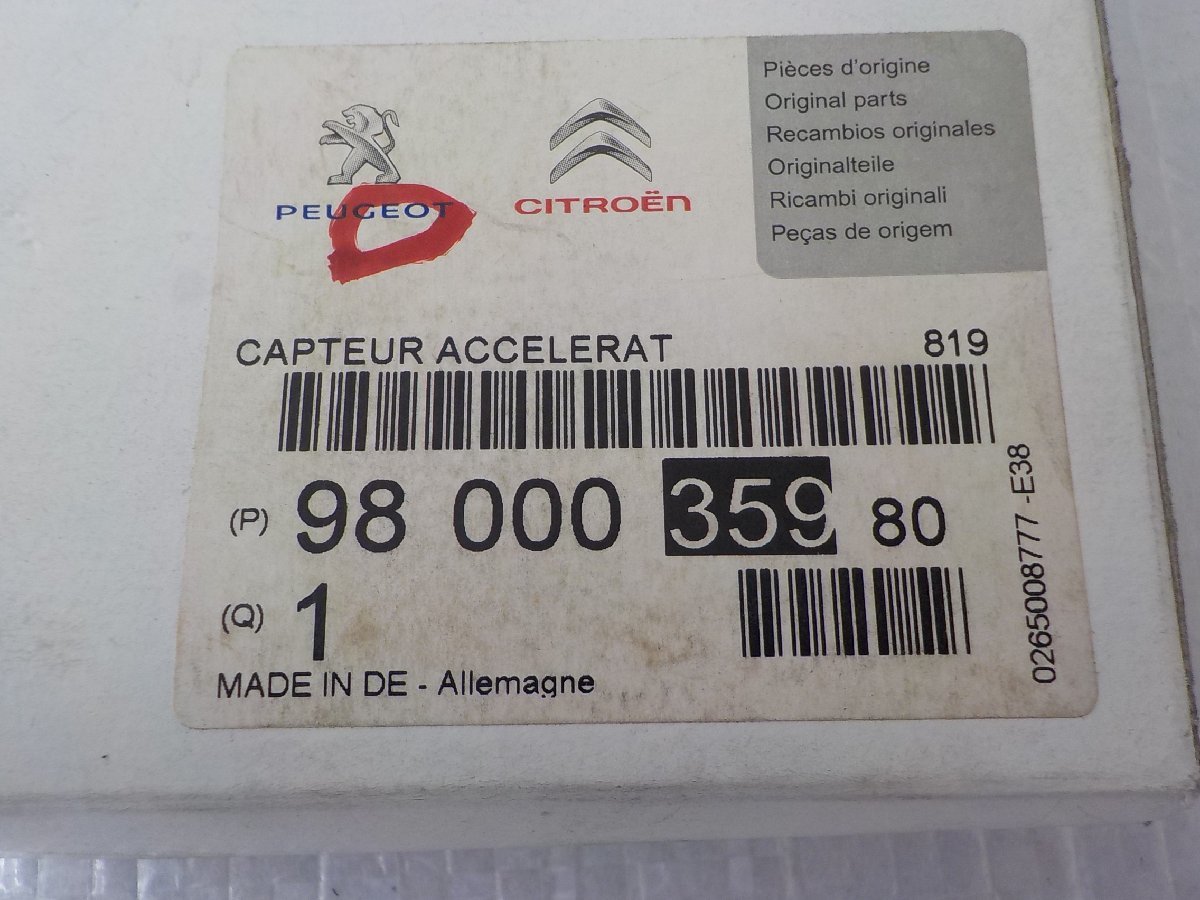 PEUGEOT
CITROËN
Pièces d'origine
Original parts
Recambios originales
Originalteile
Ricambi originali
Peças de origem
CAPTEUR ACCELERAT 819
(P) 98 000 359 80
(Q) 1
MADE IN DE - Allemagne
0265008777 -E38